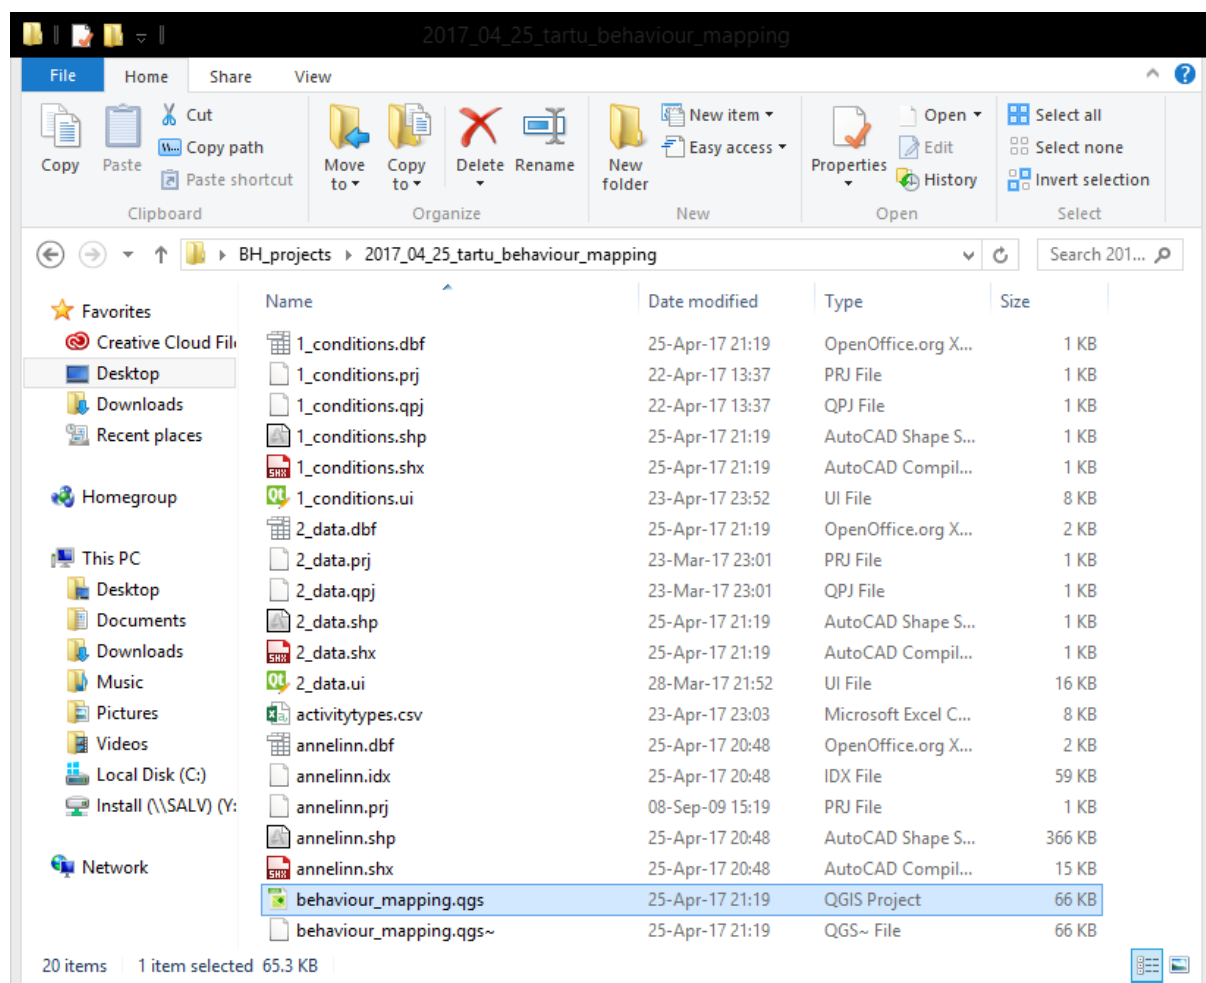 2017_04_25_tartu_behaviour_mapping
File Home Share View
Copy Paste Cut Copy path Paste shortcut
Clipboard
Move to Copy to Delete Rename
Organize
New folder New item Easy access
New
Properties Open Edit History
Open
Select all Select none Invert selection
Select
BH_projects 2017_04_25_tartu_behaviour_mapping Search 201...
Favorites
Creative Cloud Fil
Desktop
Downloads
Recent places
Homegroup
This PC
Desktop
Documents
Downloads
Music
Pictures
Videos
Local Disk (C:)
Install (\\SALV) (Y:
Network
Name Date modified Type Size
1_conditions.dbf 25-Apr-17 21:19 OpenOffice.org X... 1 KB
1_conditions.prj 22-Apr-17 13:37 PRJ File 1 KB
1_conditions.qpj 22-Apr-17 13:37 QPJ File 1 KB
1_conditions.shp 25-Apr-17 21:19 AutoCAD Shape S... 1 KB
1_conditions.shx 25-Apr-17 21:19 AutoCAD Compil... 1 KB
1_conditions.ui 23-Apr-17 23:52 UI File 8 KB
2_data.dbf 25-Apr-17 21:19 OpenOffice.org X... 2 KB
2_data.prj 23-Mar-17 23:01 PRJ File 1 KB
2_data.qpj 23-Mar-17 23:01 QPJ File 1 KB
2_data.shp 25-Apr-17 21:19 AutoCAD Shape S... 1 KB
2_data.shx 25-Apr-17 21:19 AutoCAD Compil... 1 KB
2_data.ui 28-Mar-17 21:52 UI File 16 KB
activitytypes.csv 23-Apr-17 23:03 Microsoft Excel C... 8 KB
annelinn.dbf 25-Apr-17 20:48 OpenOffice.org X... 2 KB
annelinn.idx 25-Apr-17 20:48 IDX File 59 KB
annelinn.prj 08-Sep-09 15:19 PRJ File 1 KB
annelinn.shp 25-Apr-17 20:48 AutoCAD Shape S... 366 KB
annelinn.shx 25-Apr-17 20:48 AutoCAD Compil... 15 KB
behaviour_mapping.qgs 25-Apr-17 21:19 QGIS Project 66 KB
behaviour_mapping.qgs~ 25-Apr-17 21:19 QGS~ File 66 KB
20 items 1 item selected 65.3 KB